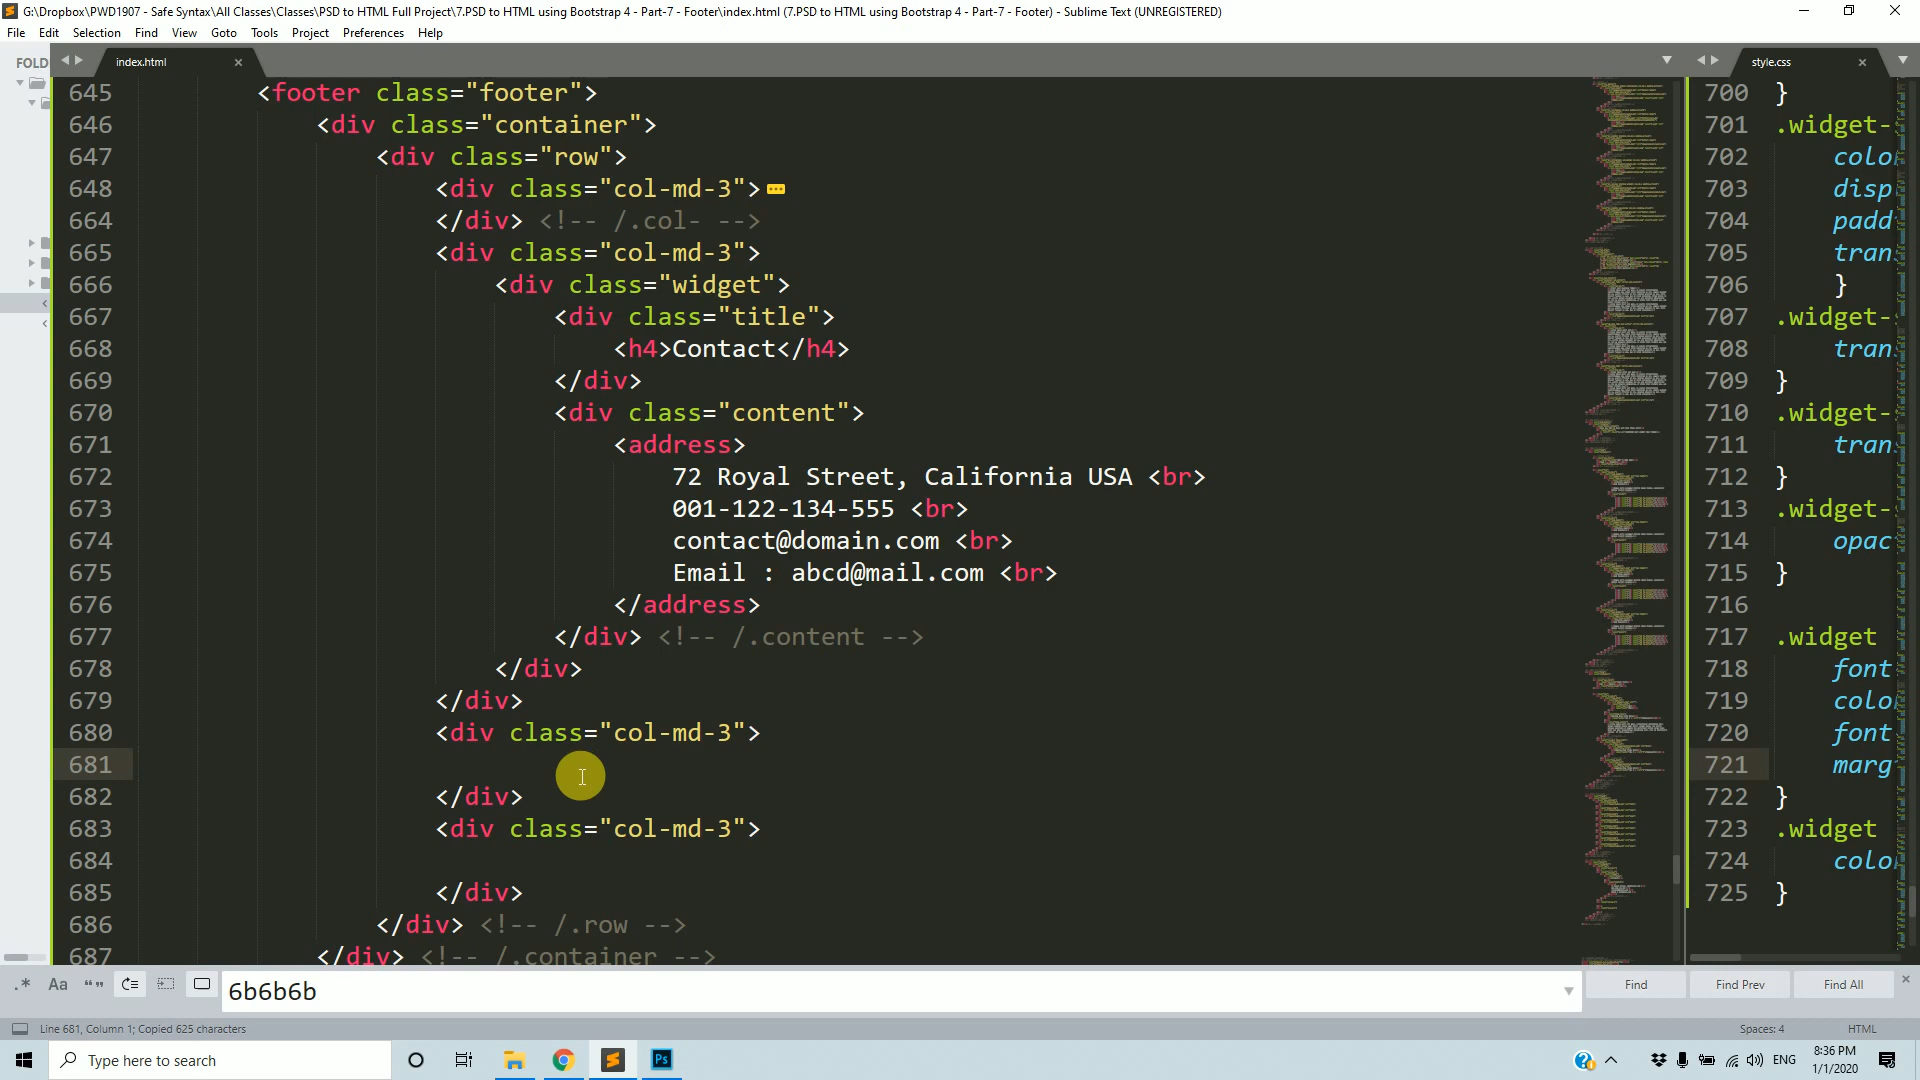 G:\Dropbox\PWD1907 - Safe Syntax\All Classes\Classes\PSD to HTML Full Project\7.PSD to HTML using Bootstrap 4 - Part-7 - Footer\index.html (7.PSD to HTML using Bootstrap 4 - Part-7 - Footer) - Sublime Text (UNREGISTERED)
File Edit Selection Find View Goto Tools Project Preferences Help
FOLD
index.html
style.css
645 <footer class="footer">
646 <div class="container">
647 <div class="row">
648 <div class="col-md-3">
664 </div> <!-- /.col- -->
665 <div class="col-md-3">
666 <div class="widget">
667 <div class="title">
668 <h4>Contact</h4>
669 </div>
670 <div class="content">
671 <address>
672 72 Royal Street, California USA <br>
673 001-122-134-555 <br>
674 contact@domain.com <br>
675 Email : abcd@mail.com <br>
676 </address>
677 </div> <!-- /.content -->
678 </div>
679 </div>
680 <div class="col-md-3">
681
682 </div>
683 <div class="col-md-3">
684
685 </div>
686 </div> <!-- /.row -->
687 </div> <!-- /.container -->
700 }
701 .widget-
702 colo
703 disp
704 padd
705 tran
706 }
707 .widget-
708 tran
709 }
710 .widget-
711 tran
712 }
713 .widget-
714 opac
715 }
716
717 .widget
718 font
719 colo
720 font
721 marg
722 }
723 .widget
724 colo
725 }
.* Aa “” 6b6b6b Find Find Prev Find All
Line 681, Column 1; Copied 625 characters
Spaces: 4 HTML
Type here to search
Ps
ENG
8:36 PM
1/1/2020